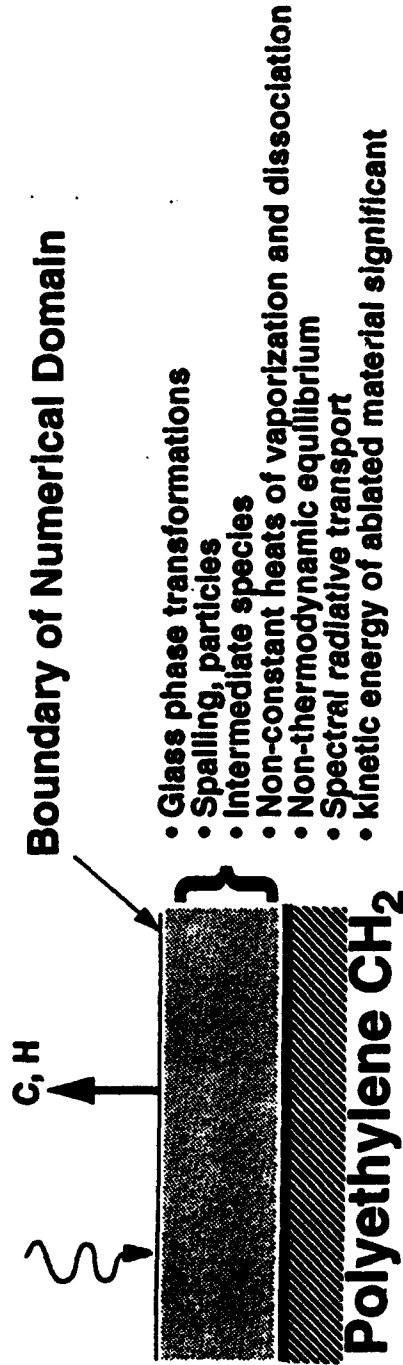 Boundary of Numerical Domain
C, H
• Glass phase transformations
• Spalling, particles
• Intermediate species
• Non-constant heats of vaporization and dissociation
• Non-thermodynamic equilibrium
• Spectral radiative transport
• kinetic energy of ablated material significant
Polyethylene CH₂